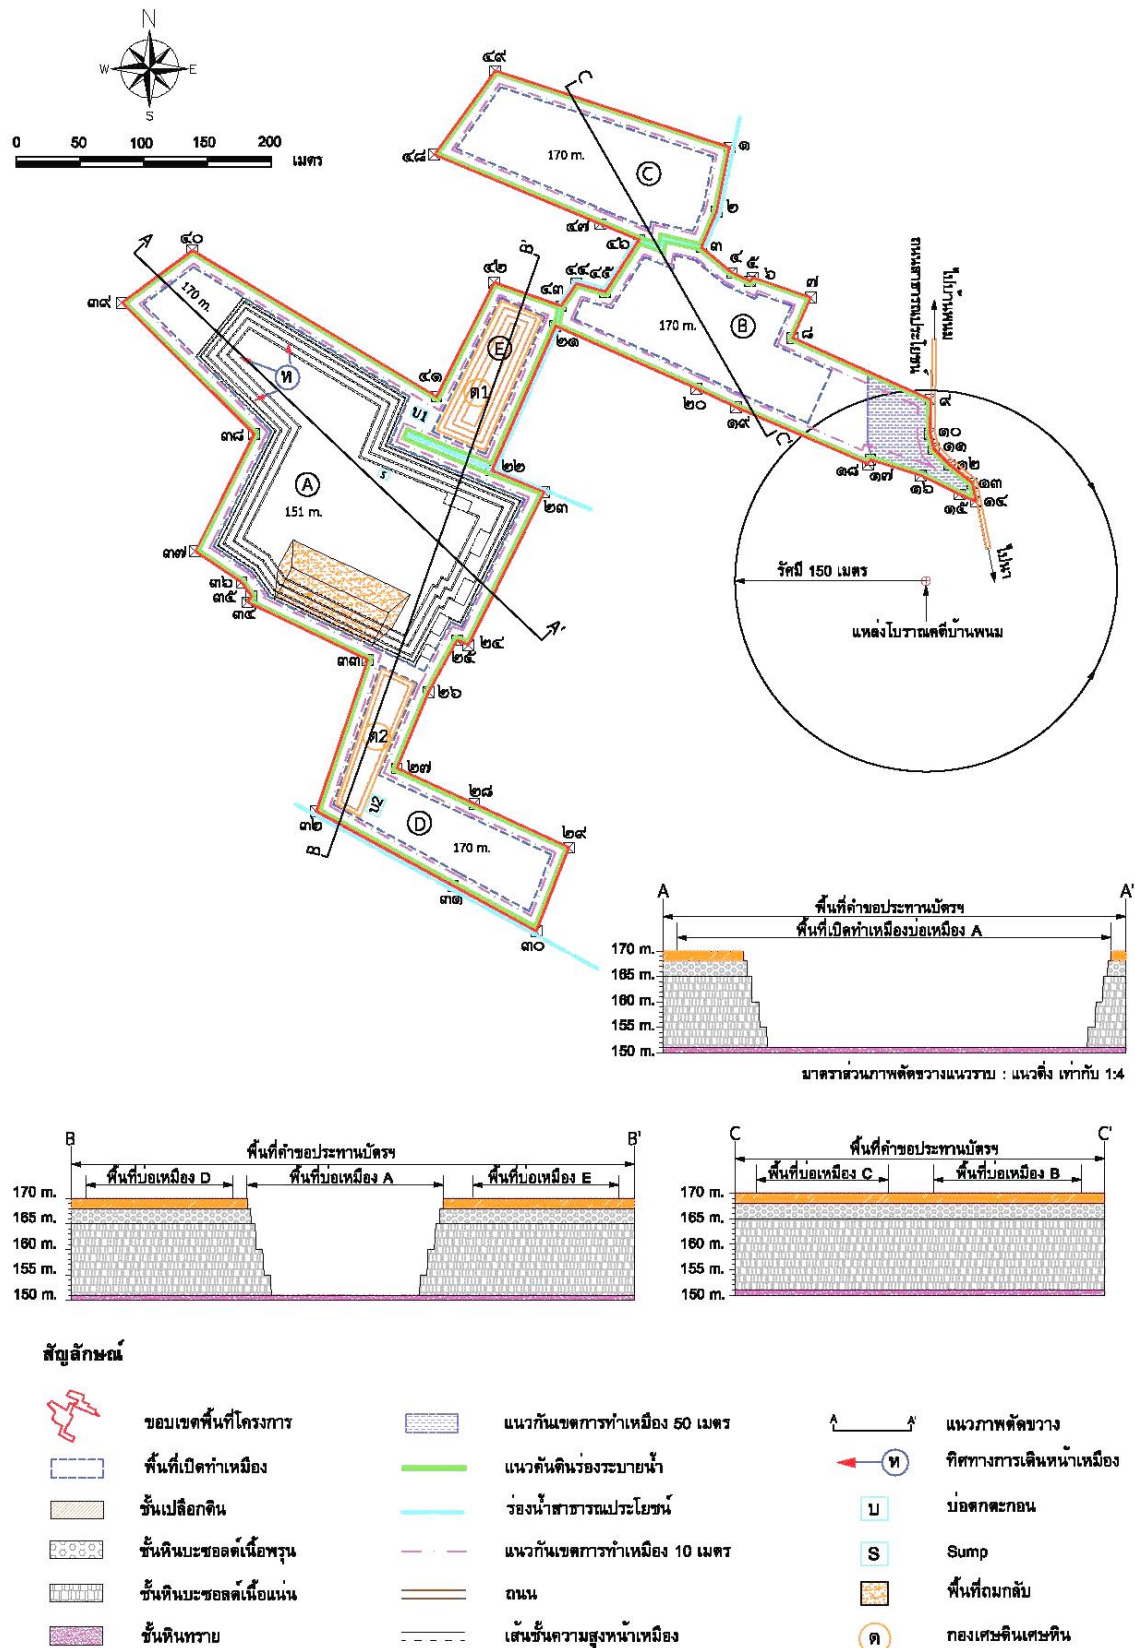 N
W E
S
0 50 100 150 200 เมตร
๔๙
C
๔๘
170 m.
C
๑
๒
๓
๔๗
๔๖
๔
๕
๖
๗
๔๐
A
๓๙
170 m.
B'
๔๒
๔๓
๔๔
๔๕
๒๑
170 m.
B
๘
ถนนสาธารณประโยชน์
ไปบ้านพนม
E
ต1
ห
๔๑
บ1
๒๐
๑๙
C'
๙
๑๐
๑๑
๑๒
๑๓
๑๔
๑๕
๑๖
๑๗
๑๘
๓๘
S
๒๒
๒๓
A
151 m.
๓๗
๓๖
๓๕
๓๔
A'
๒๔
๒๕
ไปนา
รัศมี 150 เมตร
แหล่งโบราณคดีบ้านพนม
๓๓
๒๖
ต2
๒๗
๒๘
บ2
๓๒
D
170 m.
๒๙
B
๓๑
๓๐
A A'
พื้นที่คำขอประทานบัตรฯ
พื้นที่เปิดทำเหมืองบ่อเหมือง A
170 m.
165 m.
160 m.
155 m.
150 m.
มาตราส่วนภาพตัดขวางแนวราบ : แนวดิ่ง เท่ากับ 1:4
B B'
พื้นที่คำขอประทานบัตรฯ
พื้นที่บ่อเหมือง D พื้นที่บ่อเหมือง A พื้นที่บ่อเหมือง E
170 m.
165 m.
160 m.
155 m.
150 m.
C C'
พื้นที่คำขอประทานบัตรฯ
พื้นที่บ่อเหมือง C พื้นที่บ่อเหมือง B
170 m.
165 m.
160 m.
155 m.
150 m.
สัญลักษณ์
ขอบเขตพื้นที่โครงการ
พื้นที่เปิดทำเหมือง
ชั้นเปลือกดิน
ชั้นหินบะซอลต์เนื้อพรุน
ชั้นหินบะซอลต์เนื้อแน่น
ชั้นหินทราย
แนวกันเขตการทำเหมือง 50 เมตร
แนวคันดินร่องระบายน้ำ
ร่องน้ำสาธารณประโยชน์
แนวกันเขตการทำเหมือง 10 เมตร
ถนน
เส้นชั้นความสูงหน้าเหมือง
A A' แนวภาพตัดขวาง
ห ทิศทางการเดินหน้าเหมือง
บ บ่อตกตะกอน
S Sump
พื้นที่ถมกลับ
ต กองเศษดินเศษหิน